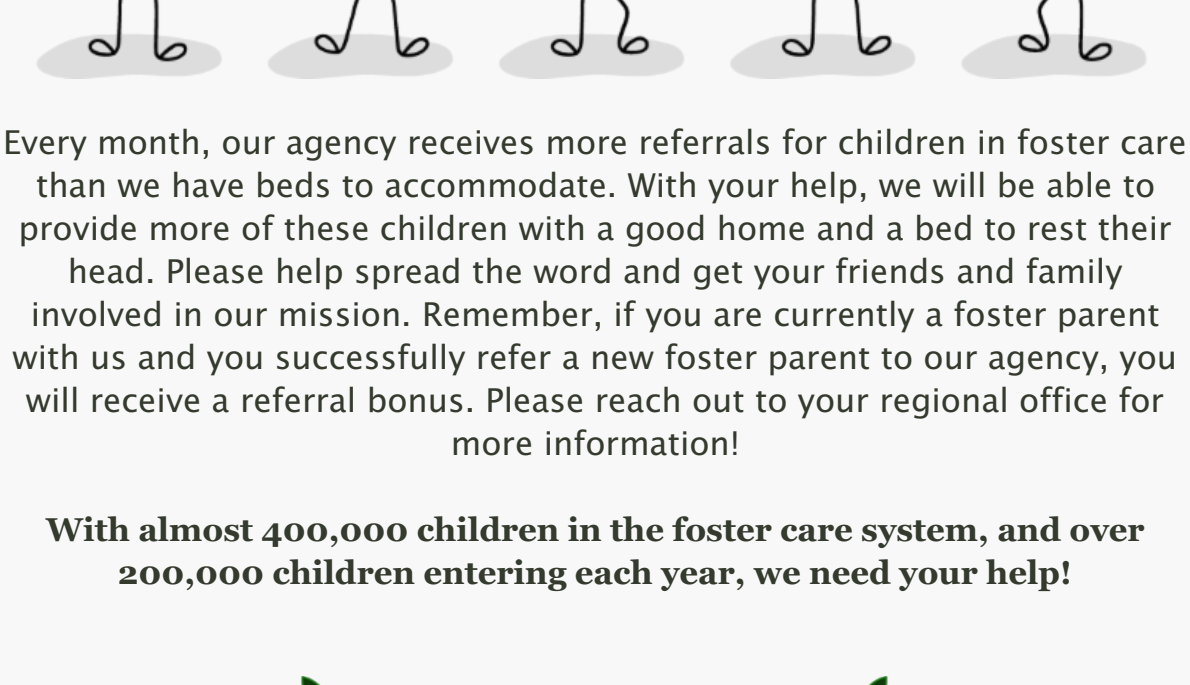 Every month, our agency receives more referrals for children in foster care
than we have beds to accommodate. With your help, we will be able to
provide more of these children with a good home and a bed to rest their
head. Please help spread the word and get your friends and family
involved in our mission. Remember, if you are currently a foster parent
with us and you successfully refer a new foster parent to our agency, you
will receive a referral bonus. Please reach out to your regional office for
more information!
With almost 400,000 children in the foster care system, and over
200,000 children entering each year, we need your help!